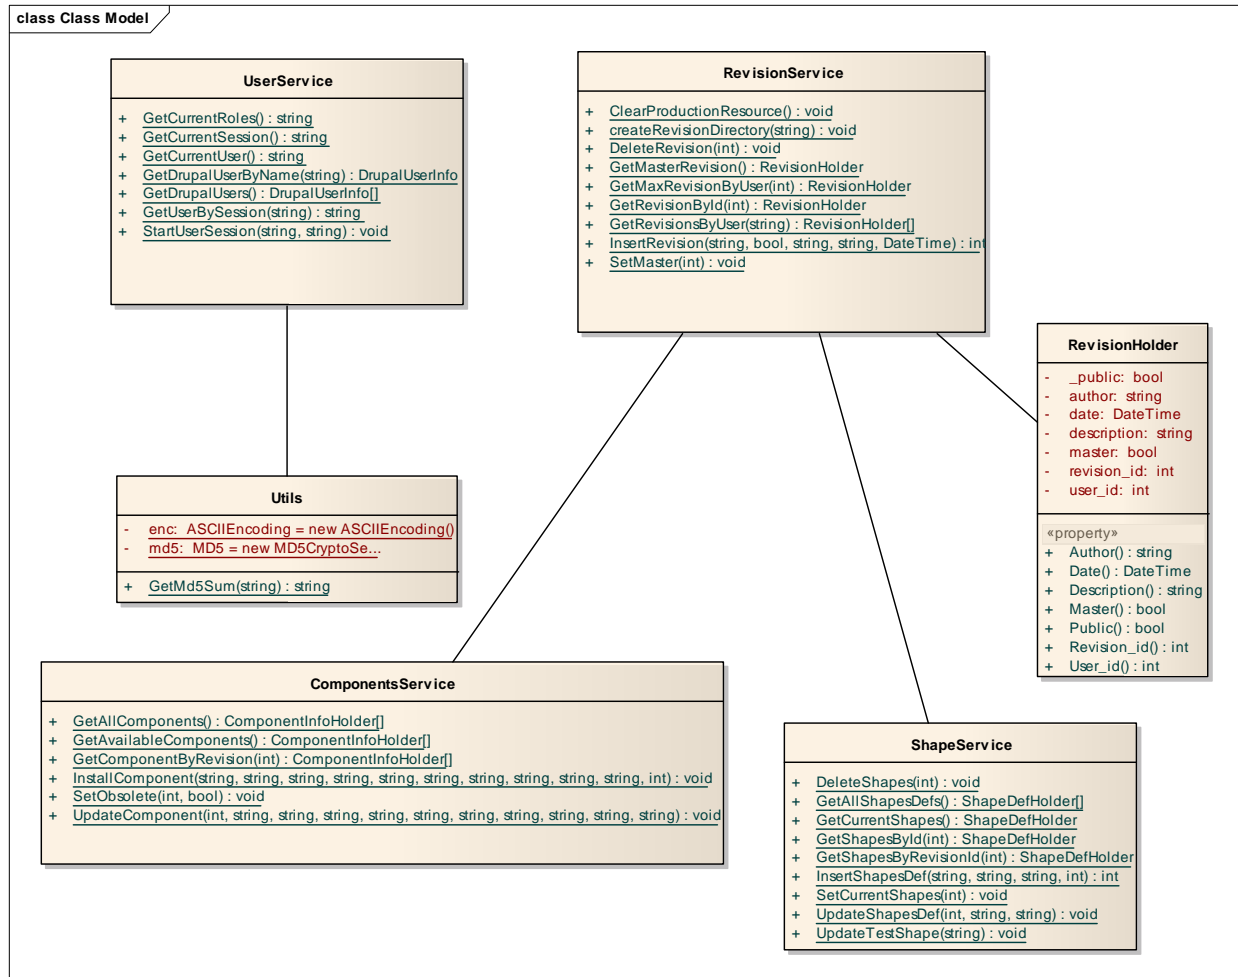 class Class Model
UserService
+ GetCurrentRoles() : string
+ GetCurrentSession() : string
+ GetCurrentUser() : string
+ GetDrupalUserByName(string) : DrupalUserInfo
+ GetDrupalUsers() : DrupalUserInfo[]
+ GetUserBySession(string) : string
+ StartUserSession(string, string) : void
RevisionService
+ ClearProductionResource() : void
+ createRevisionDirectory(string) : void
+ DeleteRevision(int) : void
+ GetMasterRevision() : RevisionHolder
+ GetMaxRevisionByUser(int) : RevisionHolder
+ GetRevisionById(int) : RevisionHolder
+ GetRevisionsByUser(string) : RevisionHolder[]
+ InsertRevision(string, bool, string, string, DateTime) : int
+ SetMaster(int) : void
RevisionHolder
- _public: bool
- author: string
- date: DateTime
- description: string
- master: bool
- revision_id: int
- user_id: int
«property»
+ Author() : string
+ Date() : DateTime
+ Description() : string
+ Master() : bool
+ Public() : bool
+ Revision_id() : int
+ User_id() : int
Utils
- enc: ASCIIEncoding = new ASCIIEncoding()
- md5: MD5 = new MD5CryptoSe...
+ GetMd5Sum(string) : string
ComponentsService
+ GetAllComponents() : ComponentInfoHolder[]
+ GetAvailableComponents() : ComponentInfoHolder[]
+ GetComponentByRevision(int) : ComponentInfoHolder[]
+ InstallComponent(string, string, string, string, string, string, string, string, string, string, int) : void
+ SetObsolete(int, bool) : void
+ UpdateComponent(int, string, string, string, string, string, string, string, string, string, string) : void
ShapeService
+ DeleteShapes(int) : void
+ GetAllShapesDefs() : ShapeDefHolder[]
+ GetCurrentShapes() : ShapeDefHolder
+ GetShapesById(int) : ShapeDefHolder
+ GetShapesByRevisionId(int) : ShapeDefHolder
+ InsertShapesDef(string, string, string, int) : int
+ SetCurrentShapes(int) : void
+ UpdateShapesDef(int, string, string) : void
+ UpdateTestShape(string) : void